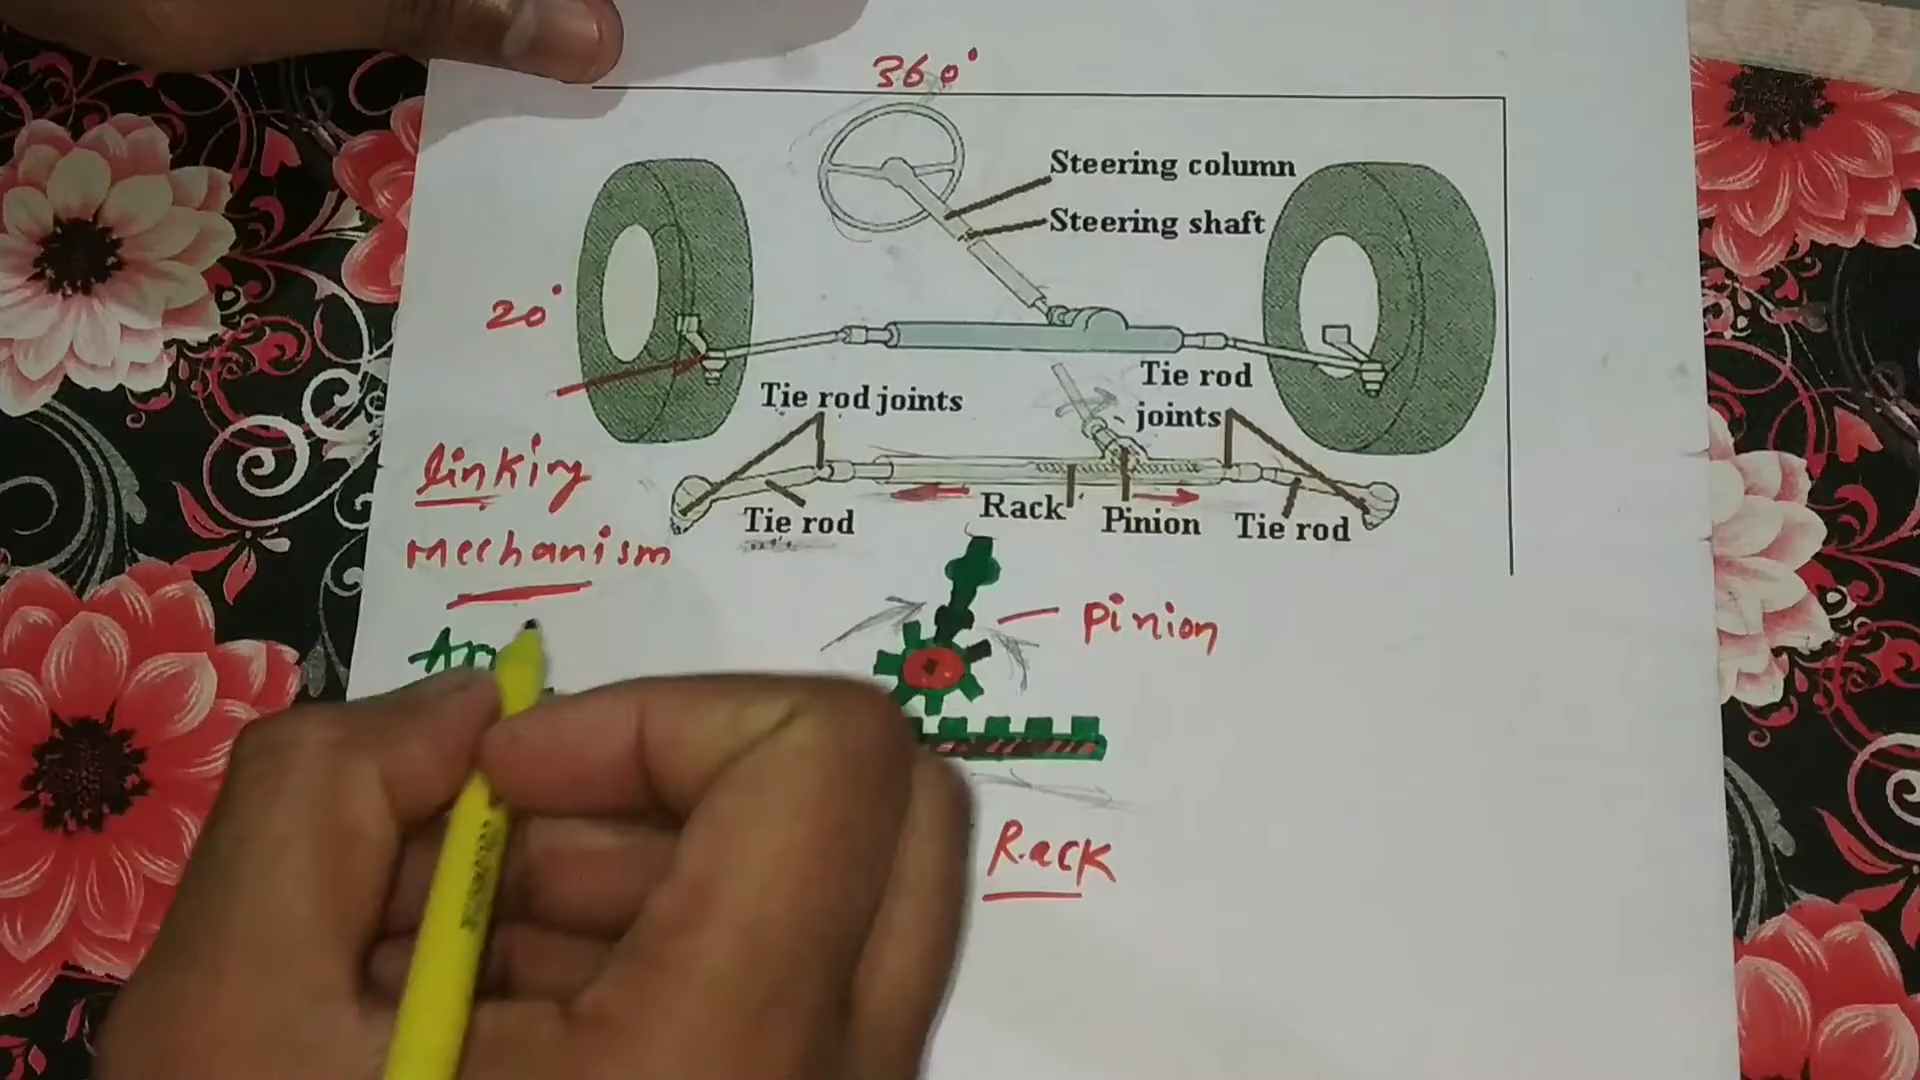 360°
Steering column
Steering shaft
20°
Tie rod joints
Tie rod
joints
linking
Mechanism
Tie rod
Rack
Pinion
Tie rod
Pinion
Rack